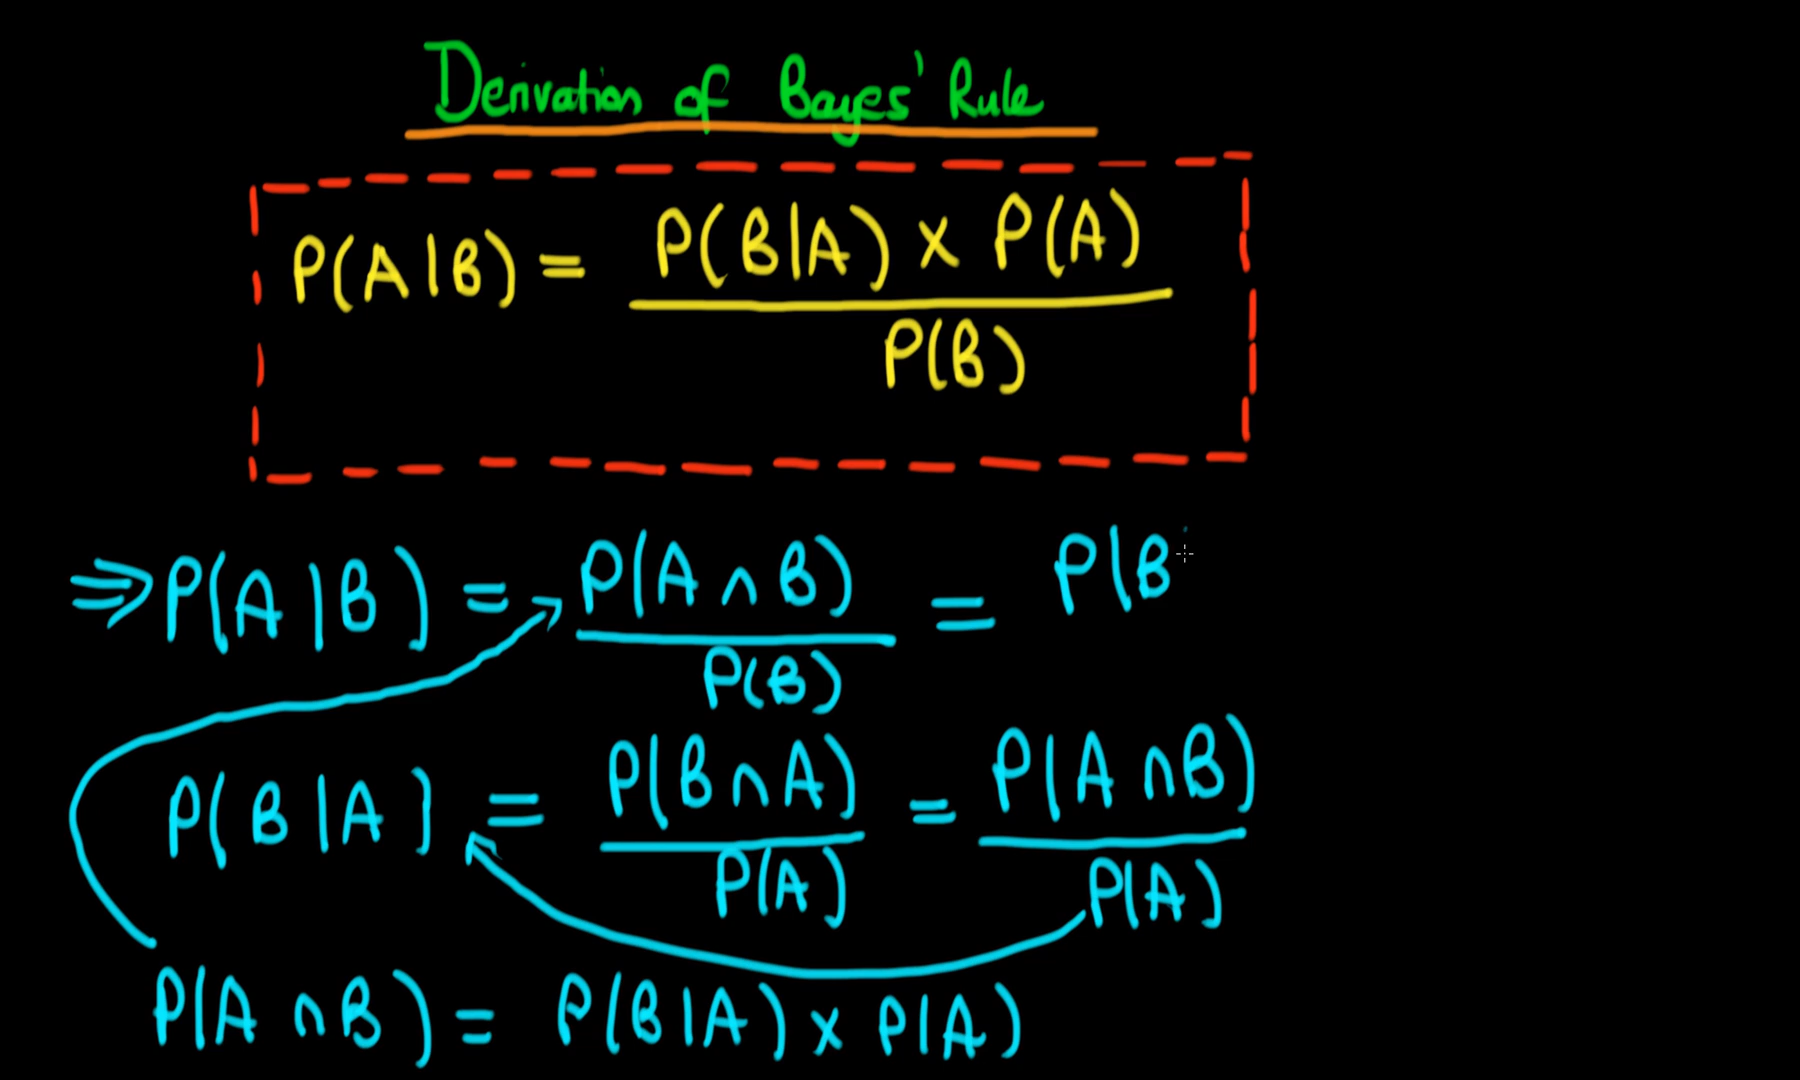 Derivation of Bayes' Rule
P(A|B) = P(B|A) x P(A) / P(B)
⇒ P(A|B) = P(A ∩ B) / P(B) = P(B
P(B|A) = P(B ∩ A) / P(A) = P(A ∩ B) / P(A)
P(A ∩ B) = P(B|A) x P(A)